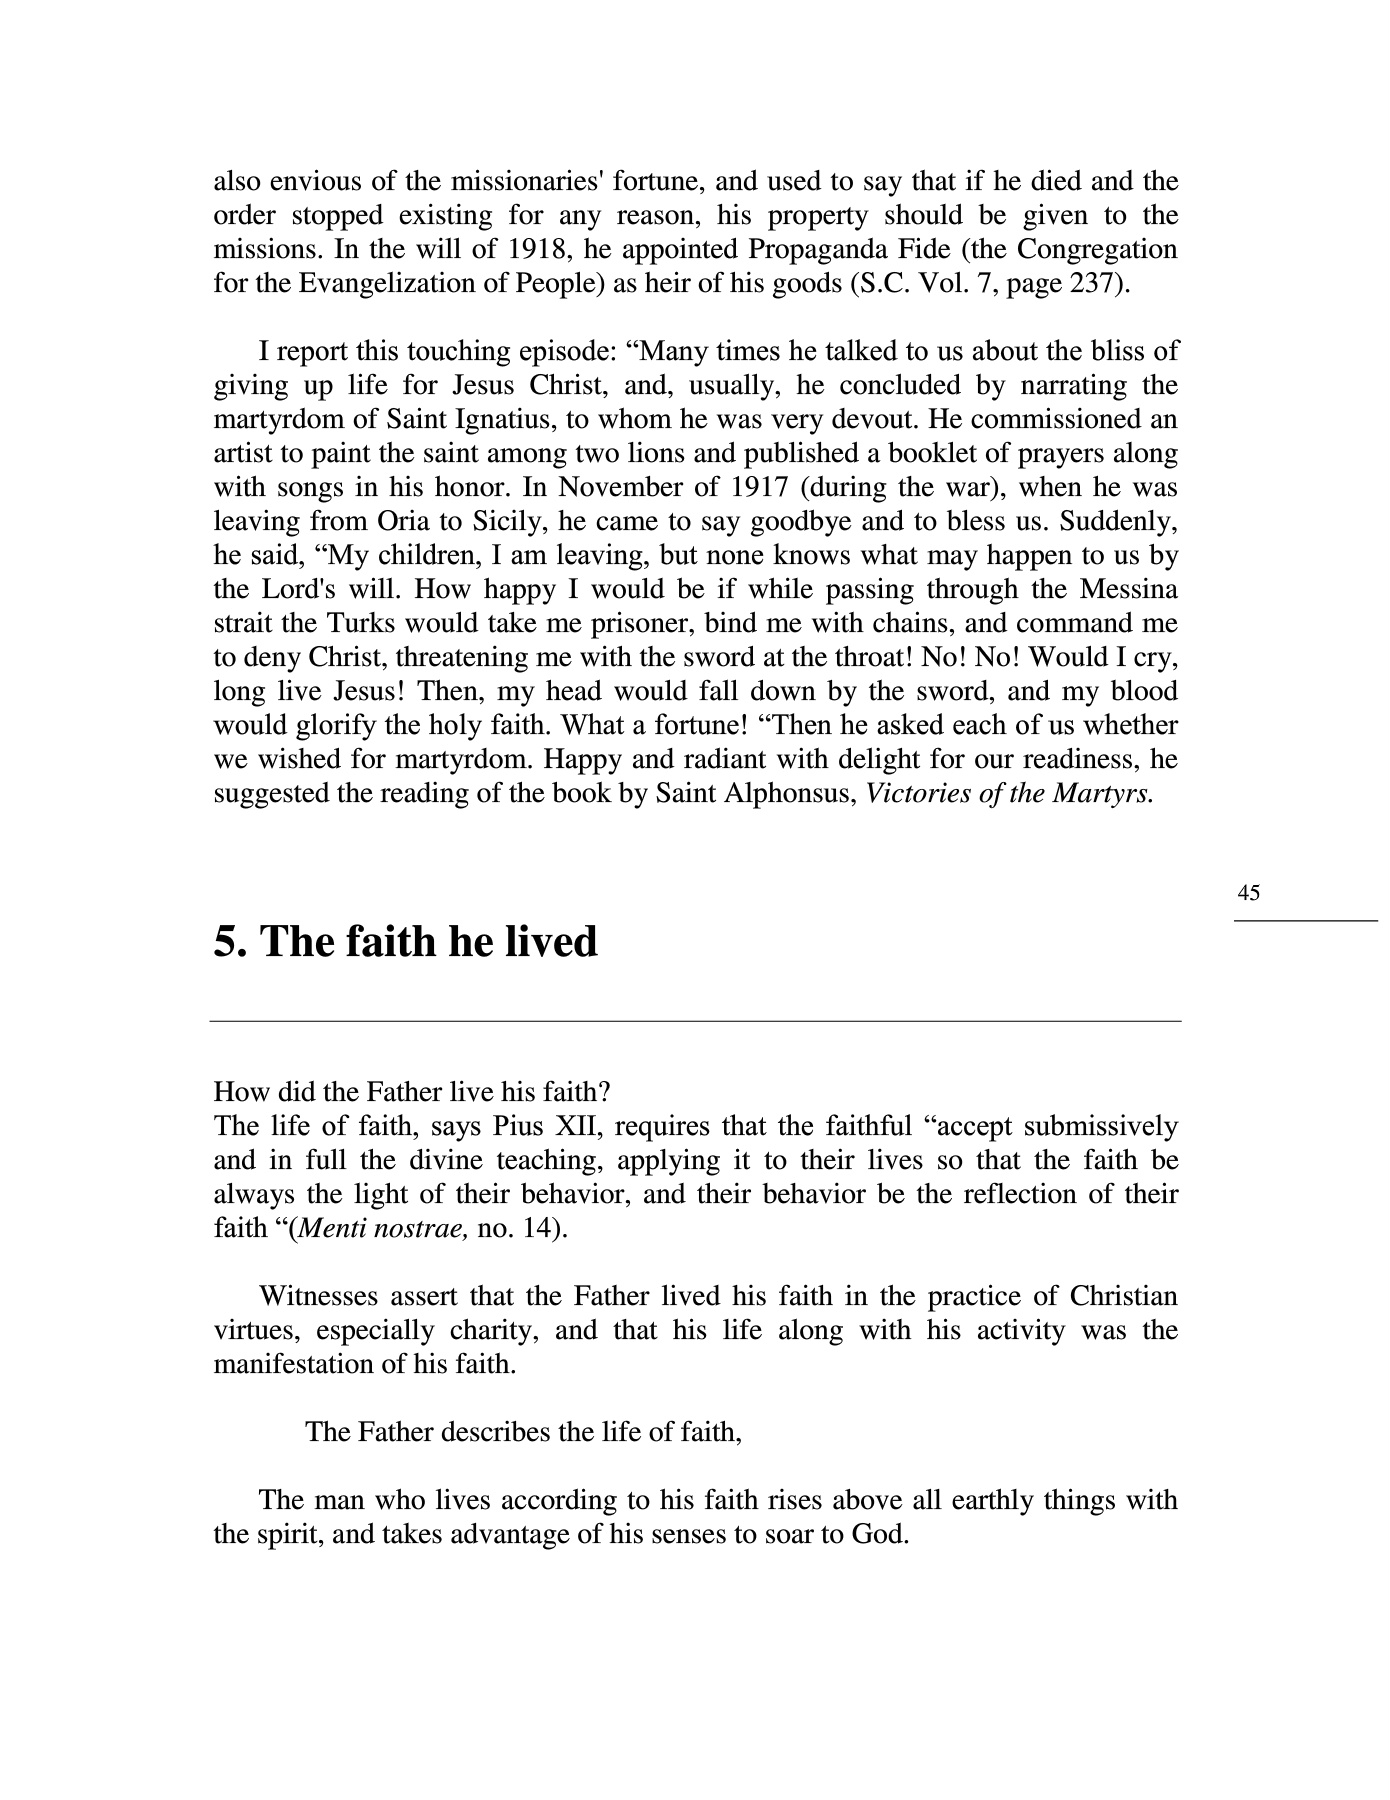 also envious of the missionaries' fortune, and used to say that if he died and the
order stopped existing for any reason, his property should be given to the
missions. In the will of 1918, he appointed Propaganda Fide (the Congregation
for the Evangelization of People) as heir of his goods (S.C. Vol. 7, page 237).
I report this touching episode: “Many times he talked to us about the bliss of
giving up life for Jesus Christ, and, usually, he concluded by narrating the
martyrdom of Saint Ignatius, to whom he was very devout. He commissioned an
artist to paint the saint among two lions and published a booklet of prayers along
with songs in his honor. In November of 1917 (during the war), when he was
leaving from Oria to Sicily, he came to say goodbye and to bless us. Suddenly,
he said, “My children, I am leaving, but none knows what may happen to us by
the Lord's will. How happy I would be if while passing through the Messina
strait the Turks would take me prisoner, bind me with chains, and command me
to deny Christ, threatening me with the sword at the throat! No! No! Would I cry,
long live Jesus! Then, my head would fall down by the sword, and my blood
would glorify the holy faith. What a fortune! “Then he asked each of us whether
we wished for martyrdom. Happy and radiant with delight for our readiness, he
suggested the reading of the book by Saint Alphonsus, Victories of the Martyrs.
45
5. The faith he lived
How did the Father live his faith?
The life of faith, says Pius XII, requires that the faithful “accept submissively
and in full the divine teaching, applying it to their lives so that the faith be
always the light of their behavior, and their behavior be the reflection of their
faith “(Menti nostrae, no. 14).
Witnesses assert that the Father lived his faith in the practice of Christian
virtues, especially charity, and that his life along with his activity was the
manifestation of his faith.
The Father describes the life of faith,
The man who lives according to his faith rises above all earthly things with
the spirit, and takes advantage of his senses to soar to God.